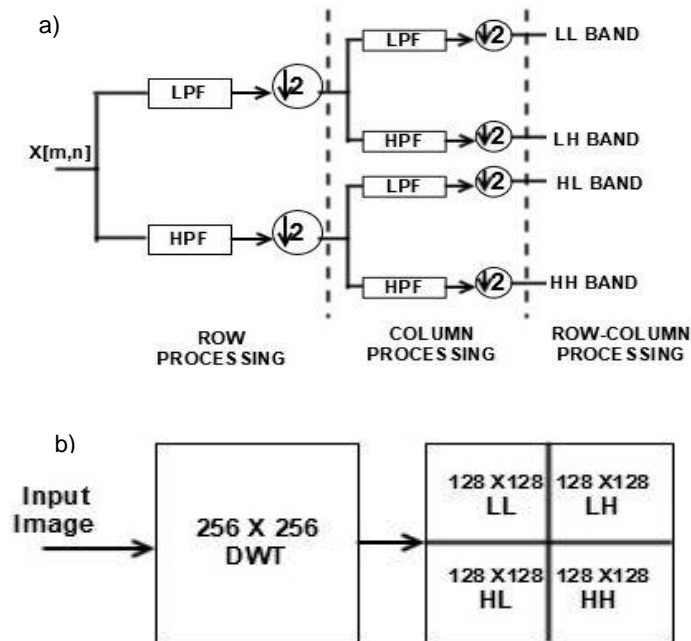 a)
LPF ↓2 LL BAND
LPF ↓2
X[m,n]
HPF ↓2 LH BAND
LPF ↓2 HL BAND
HPF ↓2
HPF ↓2 HH BAND
ROW PROCESSING
COLUMN PROCESSING
ROW-COLUMN PROCESSING
b)
Input
Image
256 X 256
DWT
128 X128
LL
128 X128
LH
128 X128
HL
128 X128
HH